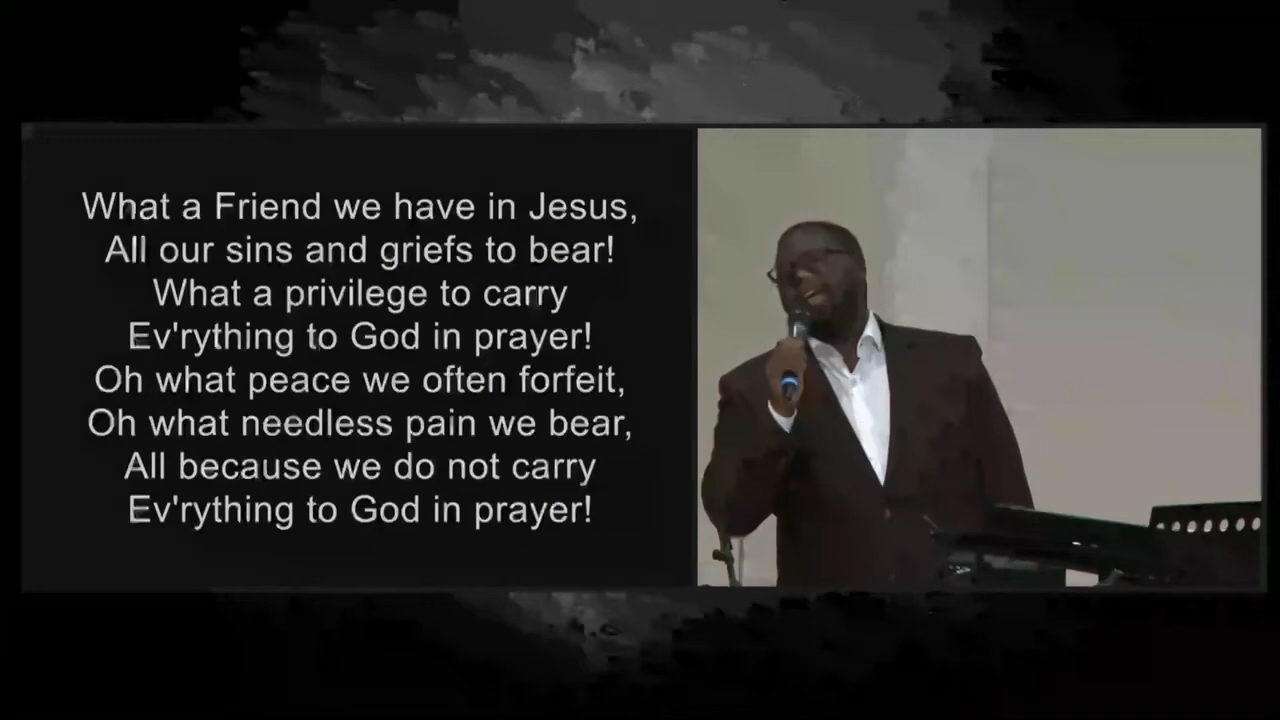 What a Friend we have in Jesus,
All our sins and griefs to bear!
What a privilege to carry
Ev'rything to God in prayer!
Oh what peace we often forfeit,
Oh what needless pain we bear,
All because we do not carry
Ev'rything to God in prayer!